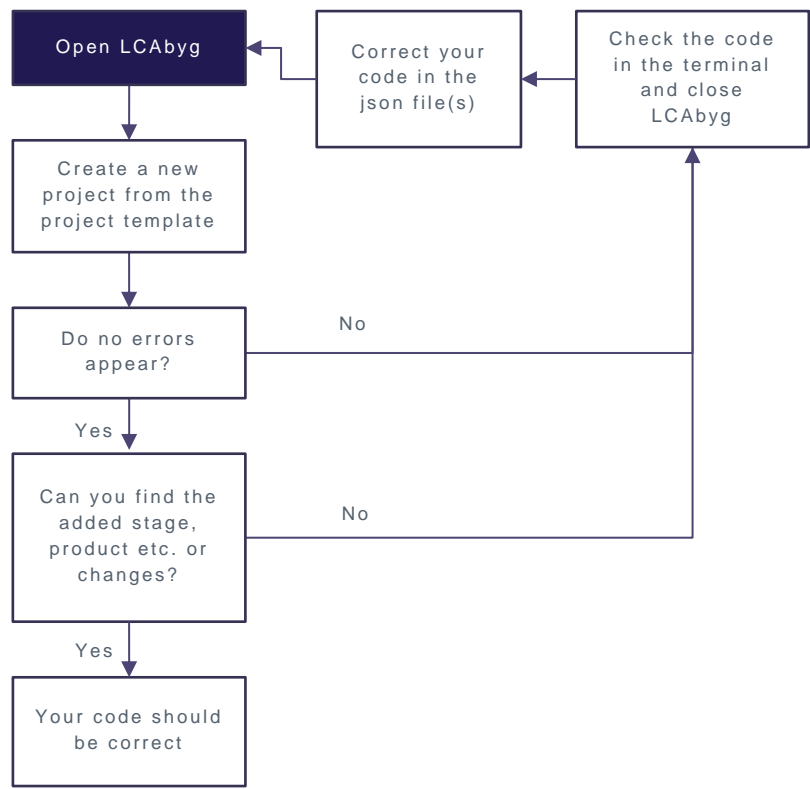 Open LCAbyg
Correct your
code in the
json file(s)
Check the code
in the terminal
and close
LCAbyg
Create a new
project from the
project template
Do no errors
appear?
No
Yes
Can you find the
added stage,
product etc. or
changes?
No
Yes
Your code should
be correct